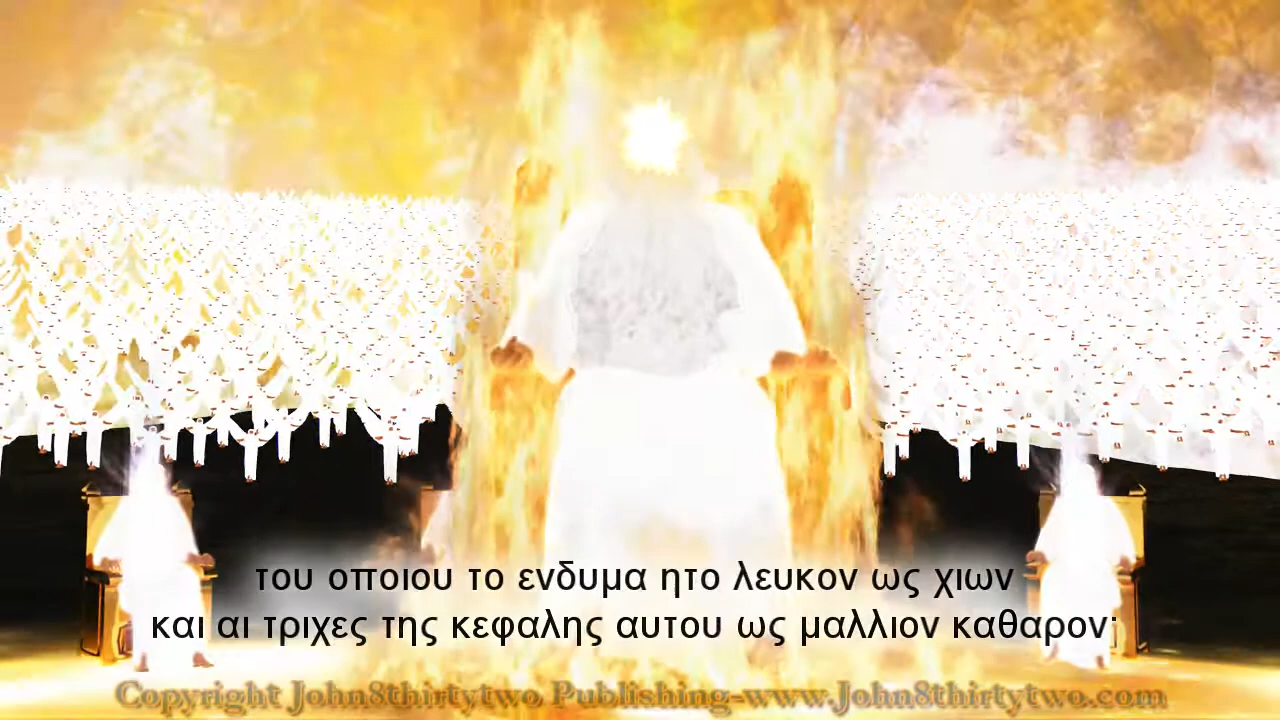 του οποιου το ενδυμα ητο λευκον ως χιων
και αι τριχες της κεφαλης αυτου ως μαλλιον καθαρον·
Copyright John8thirtytwo Publishing-www.John8thirtytwo.com